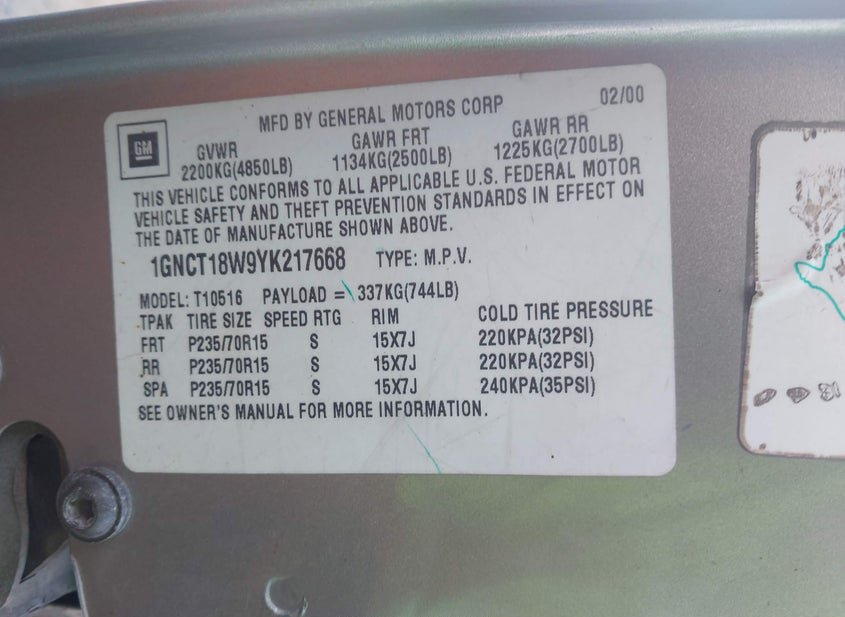 MFD BY GENERAL MOTORS CORP 02/00
GM
GVWR GAWR FRT GAWR RR
2200KG(4850LB) 1134KG(2500LB) 1225KG(2700LB)
THIS VEHICLE CONFORMS TO ALL APPLICABLE U.S. FEDERAL MOTOR
VEHICLE SAFETY AND THEFT PREVENTION STANDARDS IN EFFECT ON
THE DATE OF MANUFACTURE SHOWN ABOVE.
1GNCT18W9YK217668 TYPE: M.P.V.
MODEL: T10516 PAYLOAD = 337KG(744LB)
TPAK TIRE SIZE SPEED RTG RIM COLD TIRE PRESSURE
FRT P235/70R15 S 15X7J 220KPA(32PSI)
RR P235/70R15 S 15X7J 220KPA(32PSI)
SPA P235/70R15 S 15X7J 240KPA(35PSI)
SEE OWNER'S MANUAL FOR MORE INFORMATION.